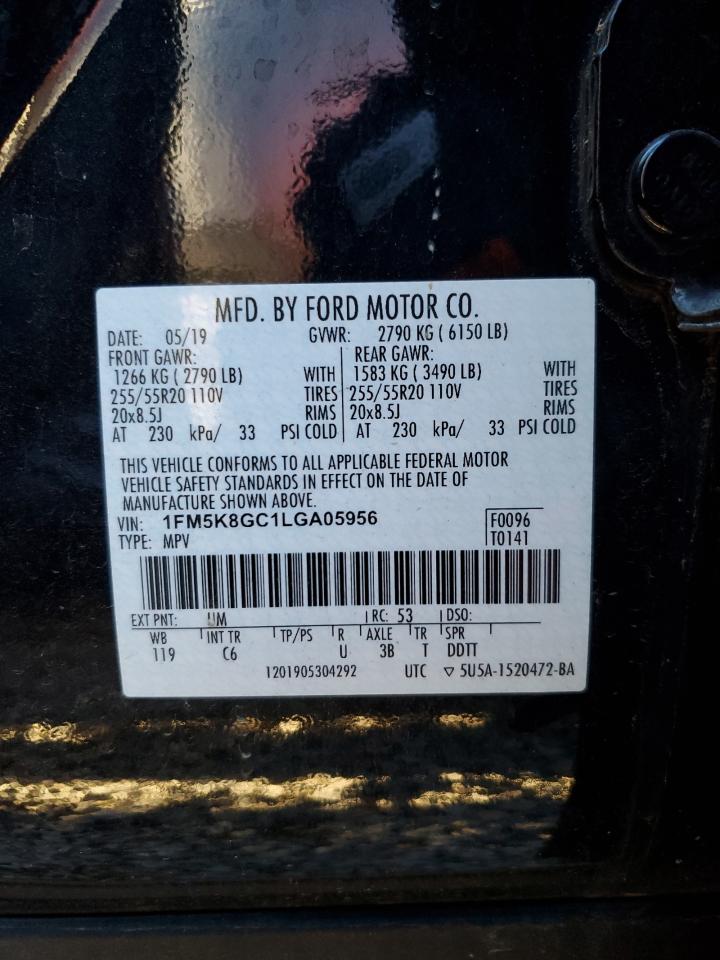 MFD. BY FORD MOTOR CO.
DATE: 05/19 GVWR: 2790 KG ( 6150 LB)
FRONT GAWR: REAR GAWR:
1266 KG ( 2790 LB) WITH 1583 KG ( 3490 LB) WITH
255/55R20 110V TIRES 255/55R20 110V TIRES
20x8.5J RIMS 20x8.5J RIMS
AT 230 kPa/ 33 PSI COLD AT 230 kPa/ 33 PSI COLD
THIS VEHICLE CONFORMS TO ALL APPLICABLE FEDERAL MOTOR
VEHICLE SAFETY STANDARDS IN EFFECT ON THE DATE OF
MANUFACTURE SHOWN ABOVE.
VIN: 1FM5K8GC1LGA05956 F0096
TYPE: MPV T0141
EXT PNT: UM RC: 53 DSO:
WB INT TR TP/PS R AXLE TR SPR
119 C6 U 3B T DDTT
1201905304292 UTC ▽ 5U5A-1520472-BA